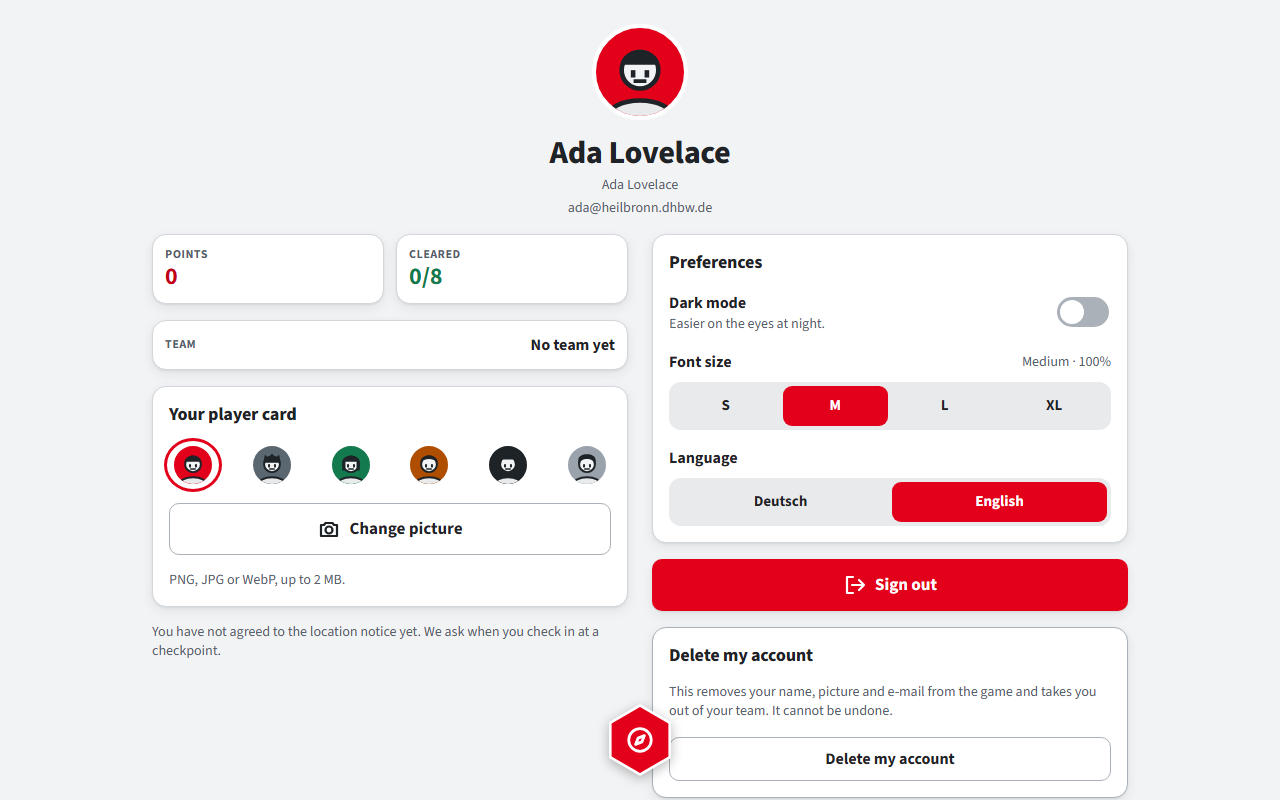 Ada Lovelace
Ada Lovelace
ada@heilbronn.dhbw.de
POINTS
0
CLEARED
0/8
TEAM
No team yet
Your player card
Change picture
PNG, JPG or WebP, up to 2 MB.
You have not agreed to the location notice yet. We ask when you check in at a
checkpoint.
Preferences
Dark mode
Easier on the eyes at night.
Font size
Medium · 100%
S
M
L
XL
Language
Deutsch
English
Sign out
Delete my account
This removes your name, picture and e-mail from the game and takes you
out of your team. It cannot be undone.
Delete my account